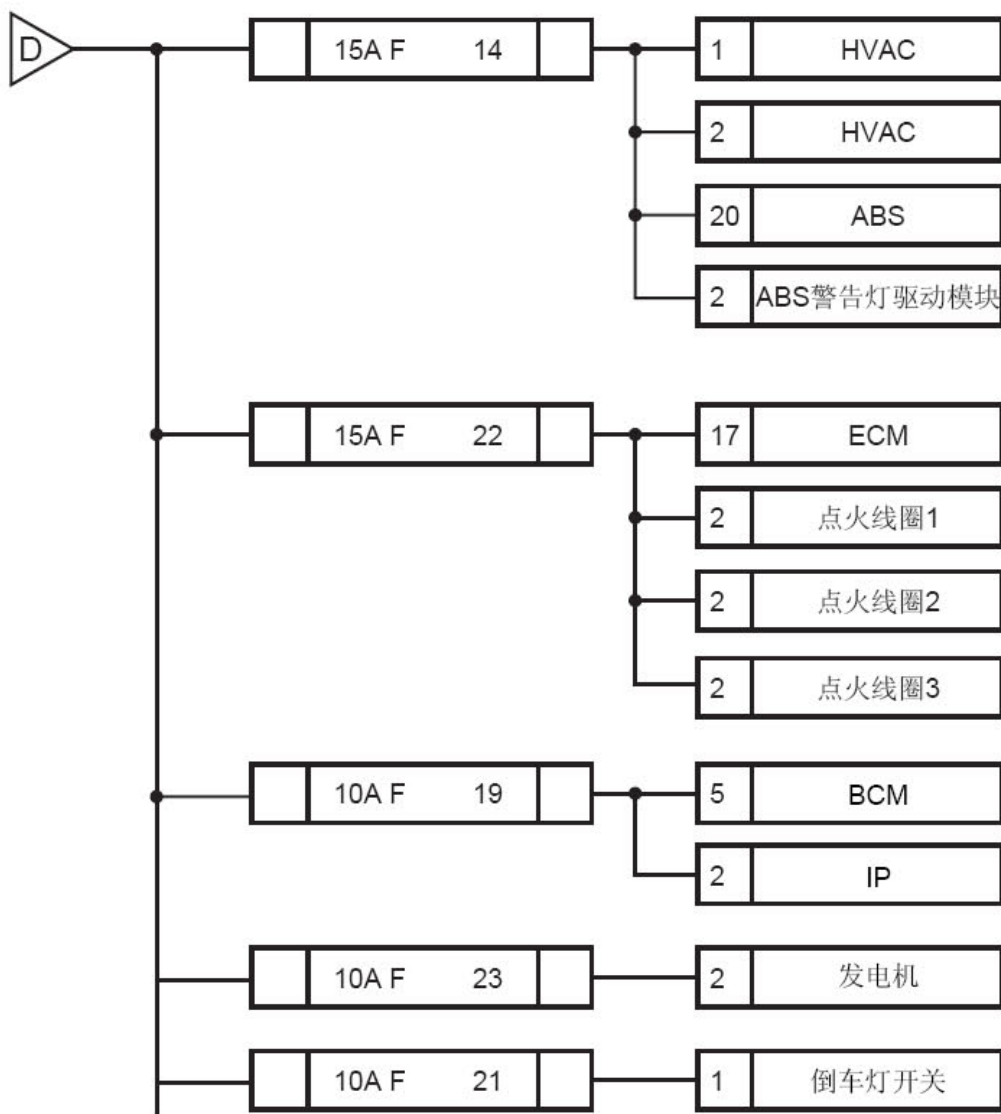 D
15A F 14
1 HVAC
2 HVAC
20 ABS
2 ABS警告灯驱动模块
15A F 22
17 ECM
2 点火线圈1
2 点火线圈2
2 点火线圈3
10A F 19
5 BCM
2 IP
10A F 23
2 发电机
10A F 21
1 倒车灯开关